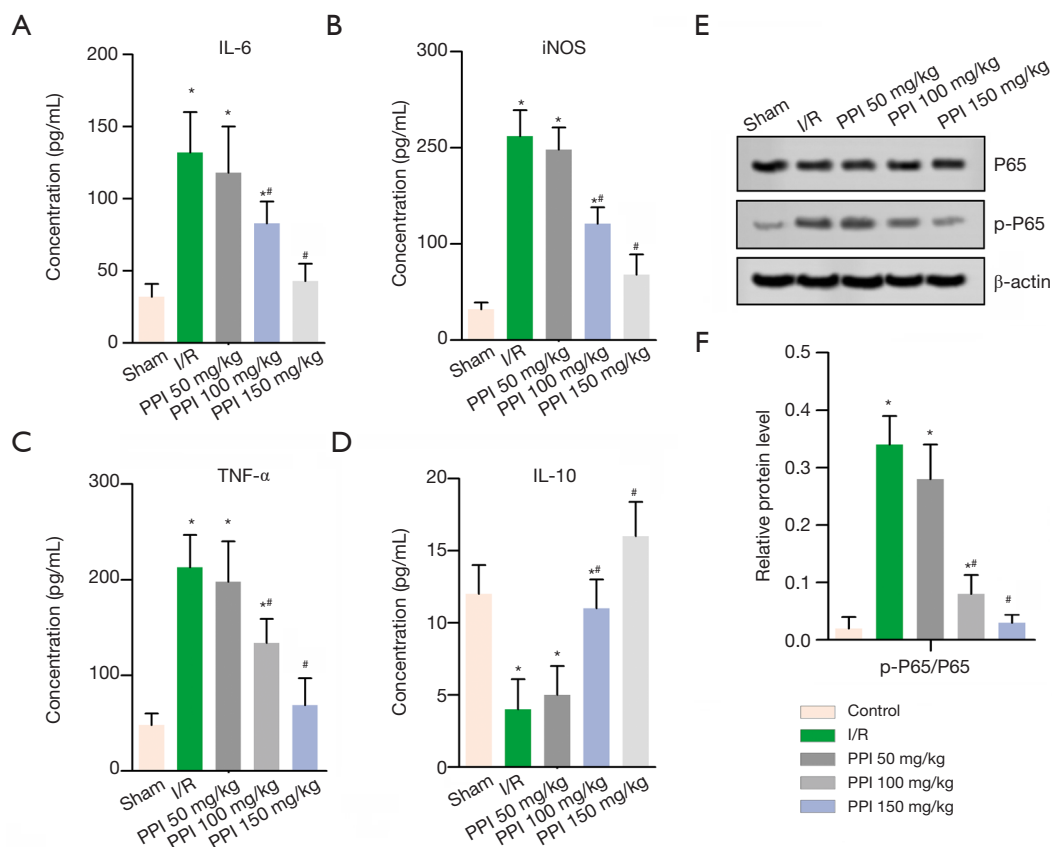 A
IL-6
Concentration (pg/mL)
200
150
100
50
0
*
*
*#
#
Sham
I/R
PPI 50 mg/kg
PPI 100 mg/kg
PPI 150 mg/kg
B
iNOS
Concentration (pg/mL)
300
250
200
100
0
*
*
*#
#
Sham
I/R
PPI 50 mg/kg
PPI 100 mg/kg
PPI 150 mg/kg
C
TNF-α
Concentration (pg/mL)
300
200
100
0
*
*
*#
#
Sham
I/R
PPI 50 mg/kg
PPI 100 mg/kg
PPI 150 mg/kg
D
IL-10
Concentration (pg/mL)
20
15
10
5
0
*
*
*#
#
Sham
I/R
PPI 50 mg/kg
PPI 100 mg/kg
PPI 150 mg/kg
E
Sham
I/R
PPI 50 mg/kg
PPI 100 mg/kg
PPI 150 mg/kg
P65
p-P65
β-actin
F
Relative protein level
0.5
0.4
0.3
0.2
0.1
0.0
*
*
*#
#
p-P65/P65
Control
I/R
PPI 50 mg/kg
PPI 100 mg/kg
PPI 150 mg/kg